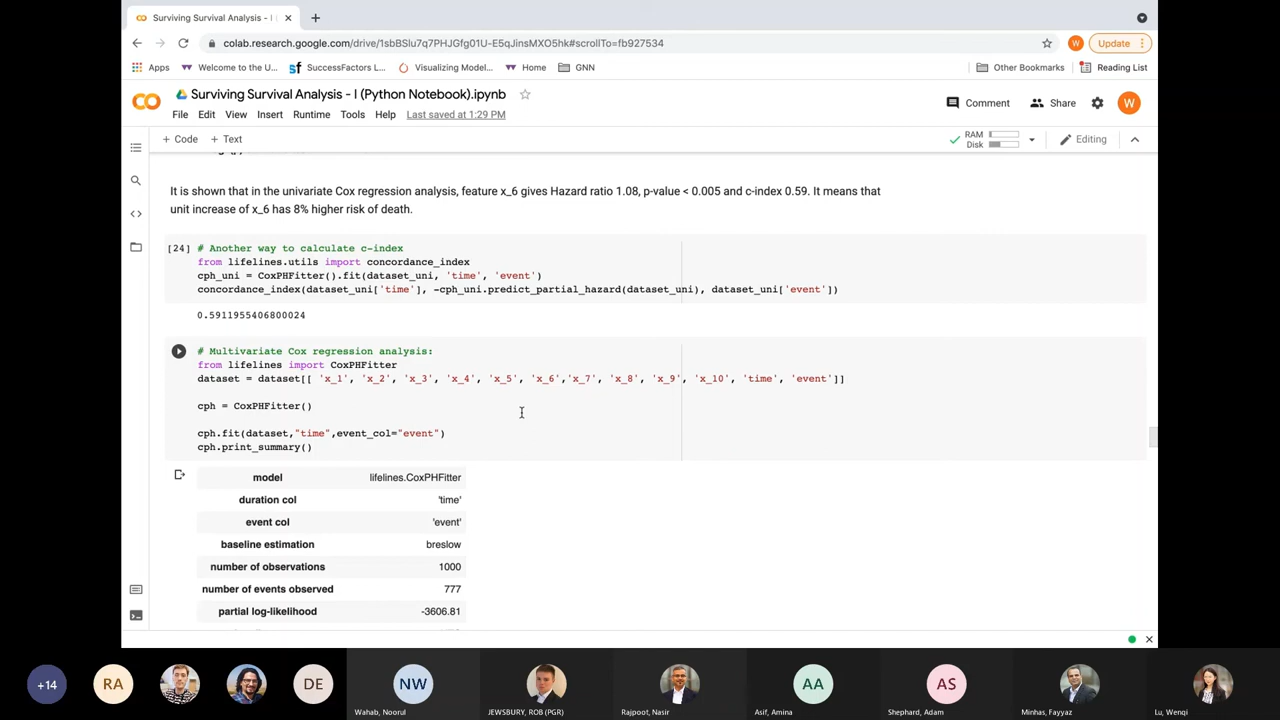 Surviving Survival Analysis - I
colab.research.google.com/drive/1sbBSlu7q7PHJGfg01U-E5qJinsMXO5hk#scrollTo=fb927534
W
Update
Apps
Welcome to the U...
SuccessFactors L...
Visualizing Model...
Home
GNN
Other Bookmarks
Reading List
Surviving Survival Analysis - I (Python Notebook).ipynb
File Edit View Insert Runtime Tools Help Last saved at 1:29 PM
Comment
Share
W
+ Code + Text
RAM
Disk
Editing
It is shown that in the univariate Cox regression analysis, feature x_6 gives Hazard ratio 1.08, p-value < 0.005 and c-index 0.59. It means that
unit increase of x_6 has 8% higher risk of death.
[24] # Another way to calculate c-index
from lifelines.utils import concordance_index
cph_uni = CoxPHFitter().fit(dataset_uni, 'time', 'event')
concordance_index(dataset_uni['time'], -cph_uni.predict_partial_hazard(dataset_uni), dataset_uni['event'])
0.5911955406800024
# Multivariate Cox regression analysis:
from lifelines import CoxPHFitter
dataset = dataset[[ 'x_1', 'x_2', 'x_3', 'x_4', 'x_5', 'x_6','x_7', 'x_8', 'x_9', 'x_10', 'time', 'event']]
cph = CoxPHFitter()
cph.fit(dataset,"time",event_col="event")
cph.print_summary()
model lifelines.CoxPHFitter
duration col 'time'
event col 'event'
baseline estimation breslow
number of observations 1000
number of events observed 777
partial log-likelihood -3606.81
+14
RA
DE
NW
AA
AS
Wahab, Noorul
JEWSBURY, ROB (PGR)
Rajpoot, Nasir
Asif, Amina
Shephard, Adam
Minhas, Fayyaz
Lu, Wenqi